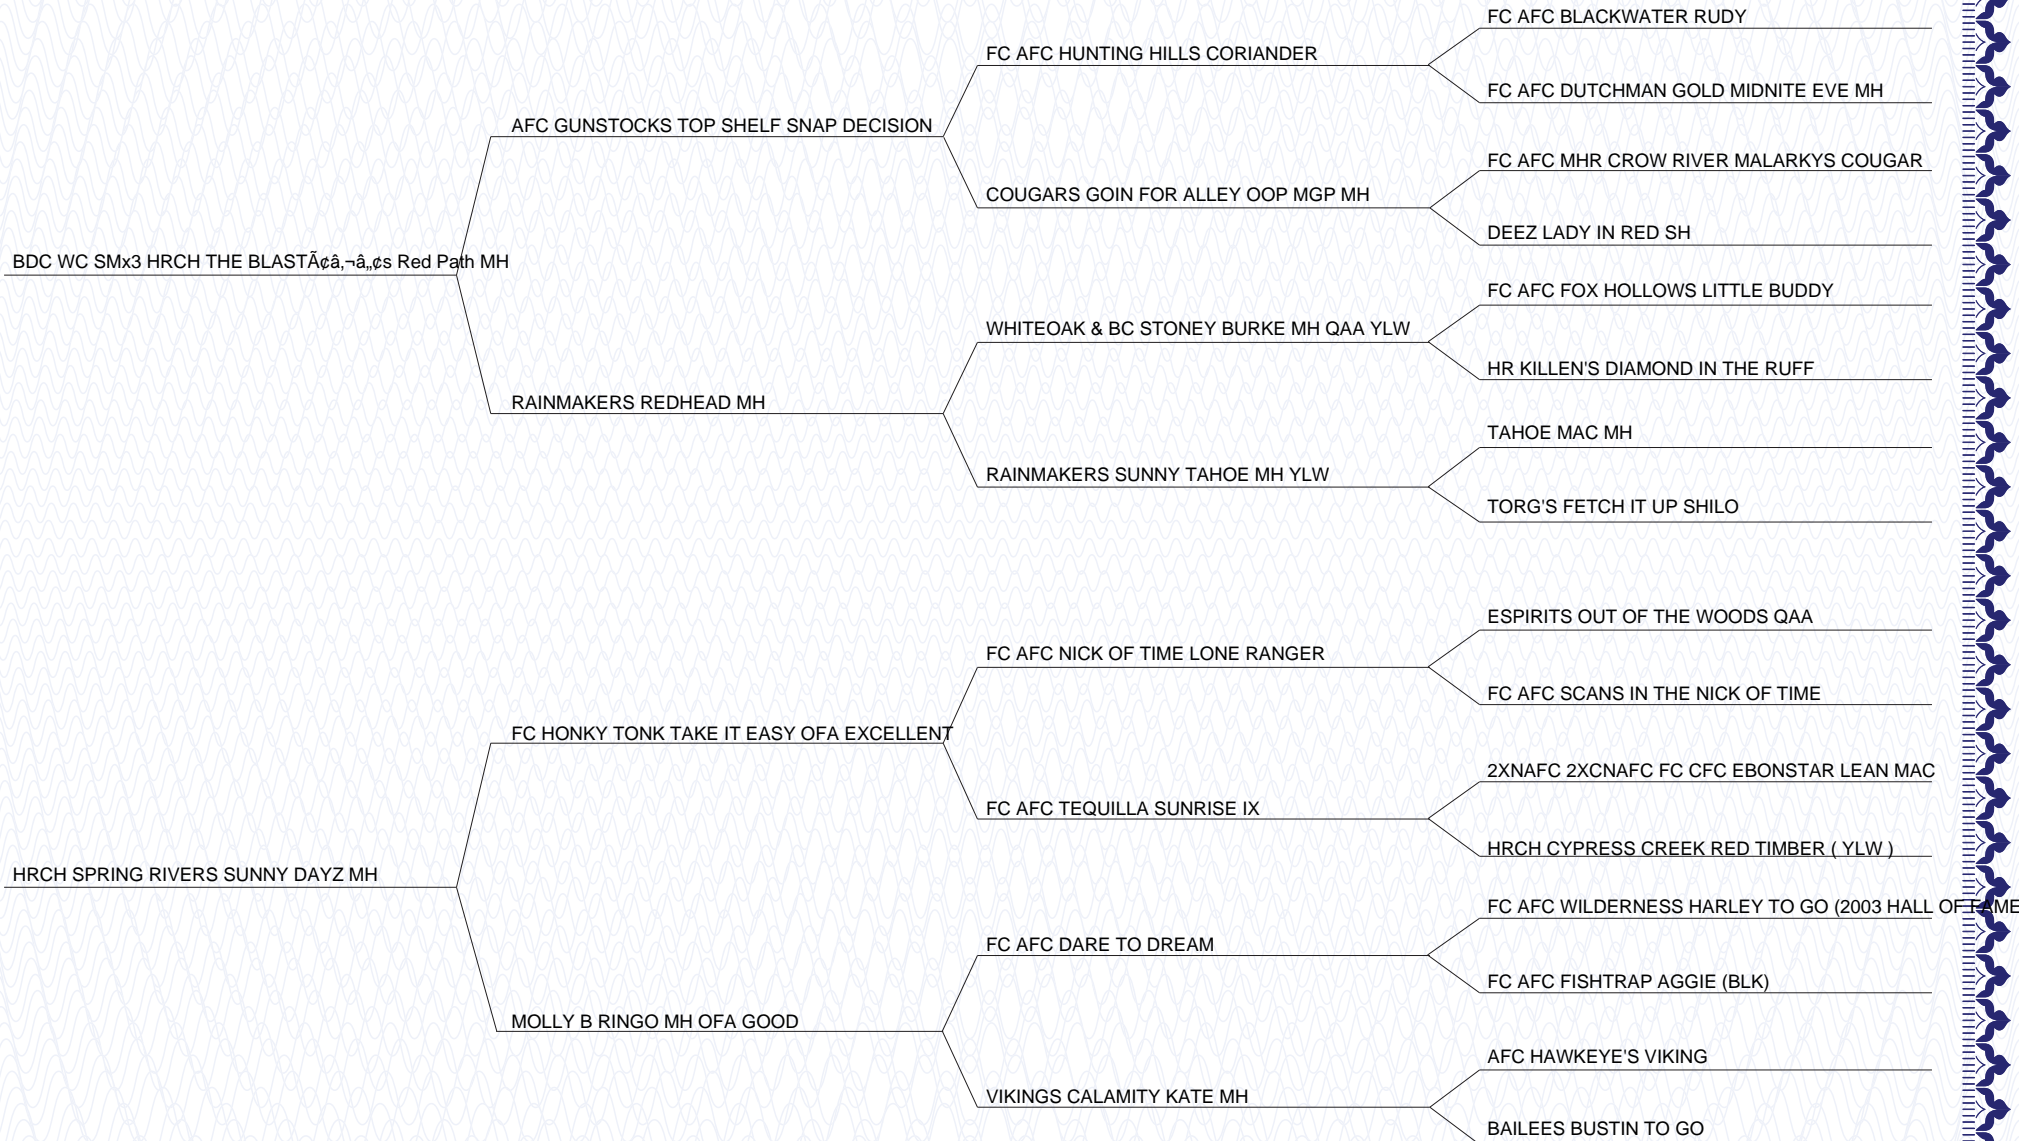 FC AFC BLACKWATER RUDY
FC AFC HUNTING HILLS CORIANDER
FC AFC DUTCHMAN GOLD MIDNITE EVE MH
AFC GUNSTOCKS TOP SHELF SNAP DECISION
FC AFC MHR CROW RIVER MALARKYS COUGAR
COUGARS GOIN FOR ALLEY OOP MGP MH
DEEZ LADY IN RED SH
BDC WC SMx3 HRCH THE BLASTÃ¢â‚¬â„¢s Red Path MH
FC AFC FOX HOLLOWS LITTLE BUDDY
WHITEOAK & BC STONEY BURKE MH QAA YLW
HR KILLEN'S DIAMOND IN THE RUFF
RAINMAKERS REDHEAD MH
TAHOE MAC MH
RAINMAKERS SUNNY TAHOE MH YLW
TORG'S FETCH IT UP SHILO
ESPIRITS OUT OF THE WOODS QAA
FC AFC NICK OF TIME LONE RANGER
FC AFC SCANS IN THE NICK OF TIME
FC HONKY TONK TAKE IT EASY OFA EXCELLENT
2XNAFC 2XCNAFC FC CFC EBONSTAR LEAN MAC
FC AFC TEQUILLA SUNRISE IX
HRCH CYPRESS CREEK RED TIMBER ( YLW )
HRCH SPRING RIVERS SUNNY DAYZ MH
FC AFC WILDERNESS HARLEY TO GO (2003 HALL OF FAME
FC AFC DARE TO DREAM
FC AFC FISHTRAP AGGIE (BLK)
MOLLY B RINGO MH OFA GOOD
AFC HAWKEYE'S VIKING
VIKINGS CALAMITY KATE MH
BAILEES BUSTIN TO GO